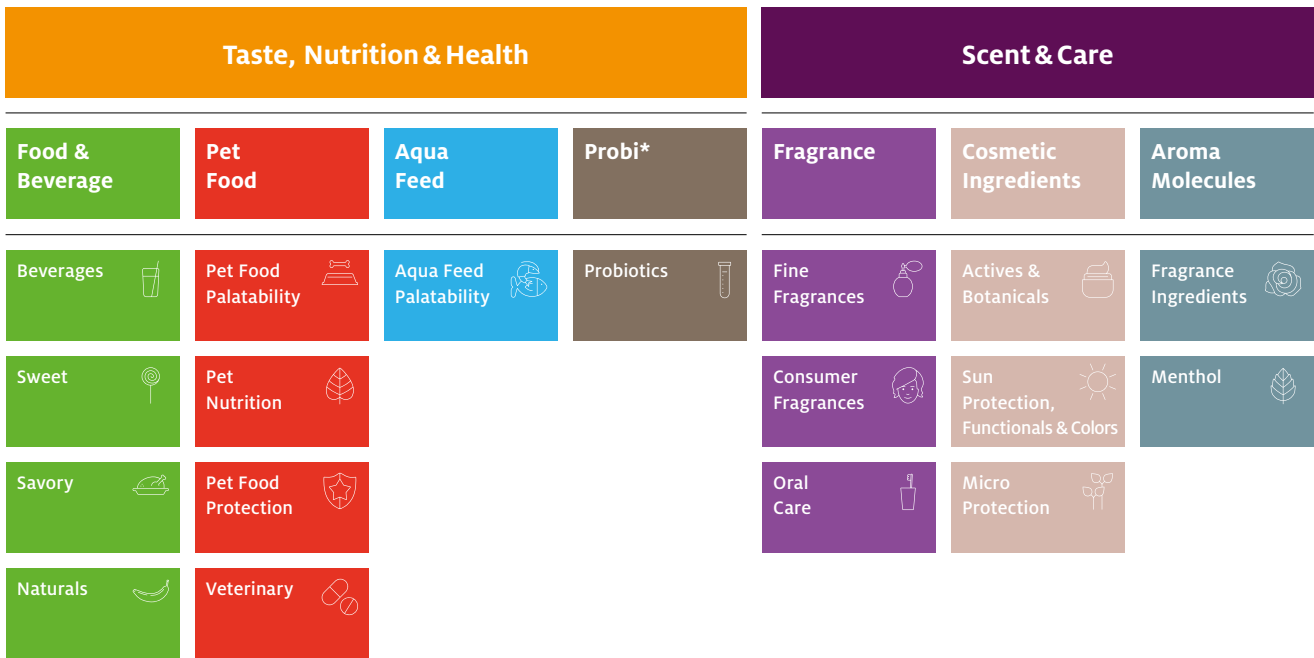 Taste, Nutrition & Health
Scent & Care
Food &
Beverage
Pet
Food
Aqua
Feed
Probi*
Fragrance
Cosmetic
Ingredients
Aroma
Molecules
Beverages
Pet Food
Palatability
Aqua Feed
Palatability
Probiotics
Fine
Fragrances
Actives &
Botanicals
Fragrance
Ingredients
Sweet
Pet
Nutrition
Consumer
Fragrances
Sun
Protection,
Functionals & Colors
Menthol
Savory
Pet Food
Protection
Oral
Care
Micro
Protection
Naturals
Veterinary